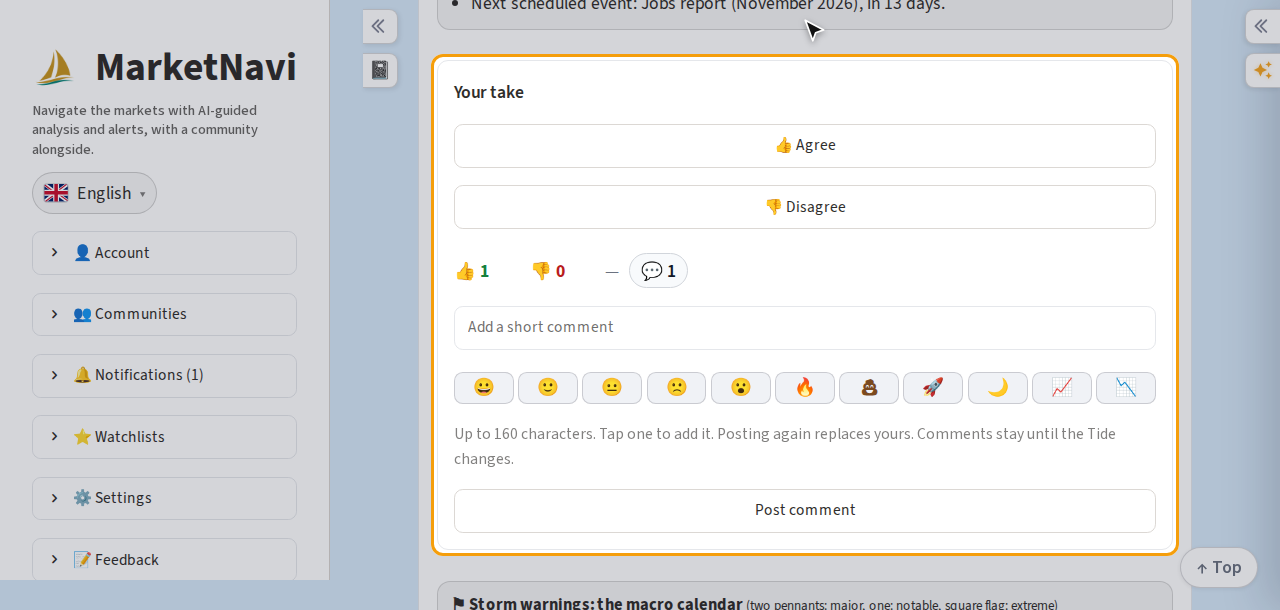 MarketNavi
Navigate the markets with AI-guided
analysis and alerts, with a community
alongside.
English
Account
Communities
Notifications (1)
Watchlists
Settings
Feedback
Next scheduled event: Jobs report (November 2026), in 13 days.
Your take
👍 Agree
👎 Disagree
👍 1 👎 0 — 💬 1
Add a short comment
😀 🙂 😐 🙁 😮 🔥 💩 🚀 🌙 📈 📉
Up to 160 characters. Tap one to add it. Posting again replaces yours. Comments stay until the Tide
changes.
Post comment
⚑ Storm warnings: the macro calendar (two pennants: major, one: notable, square flag: extreme)
↑ Top